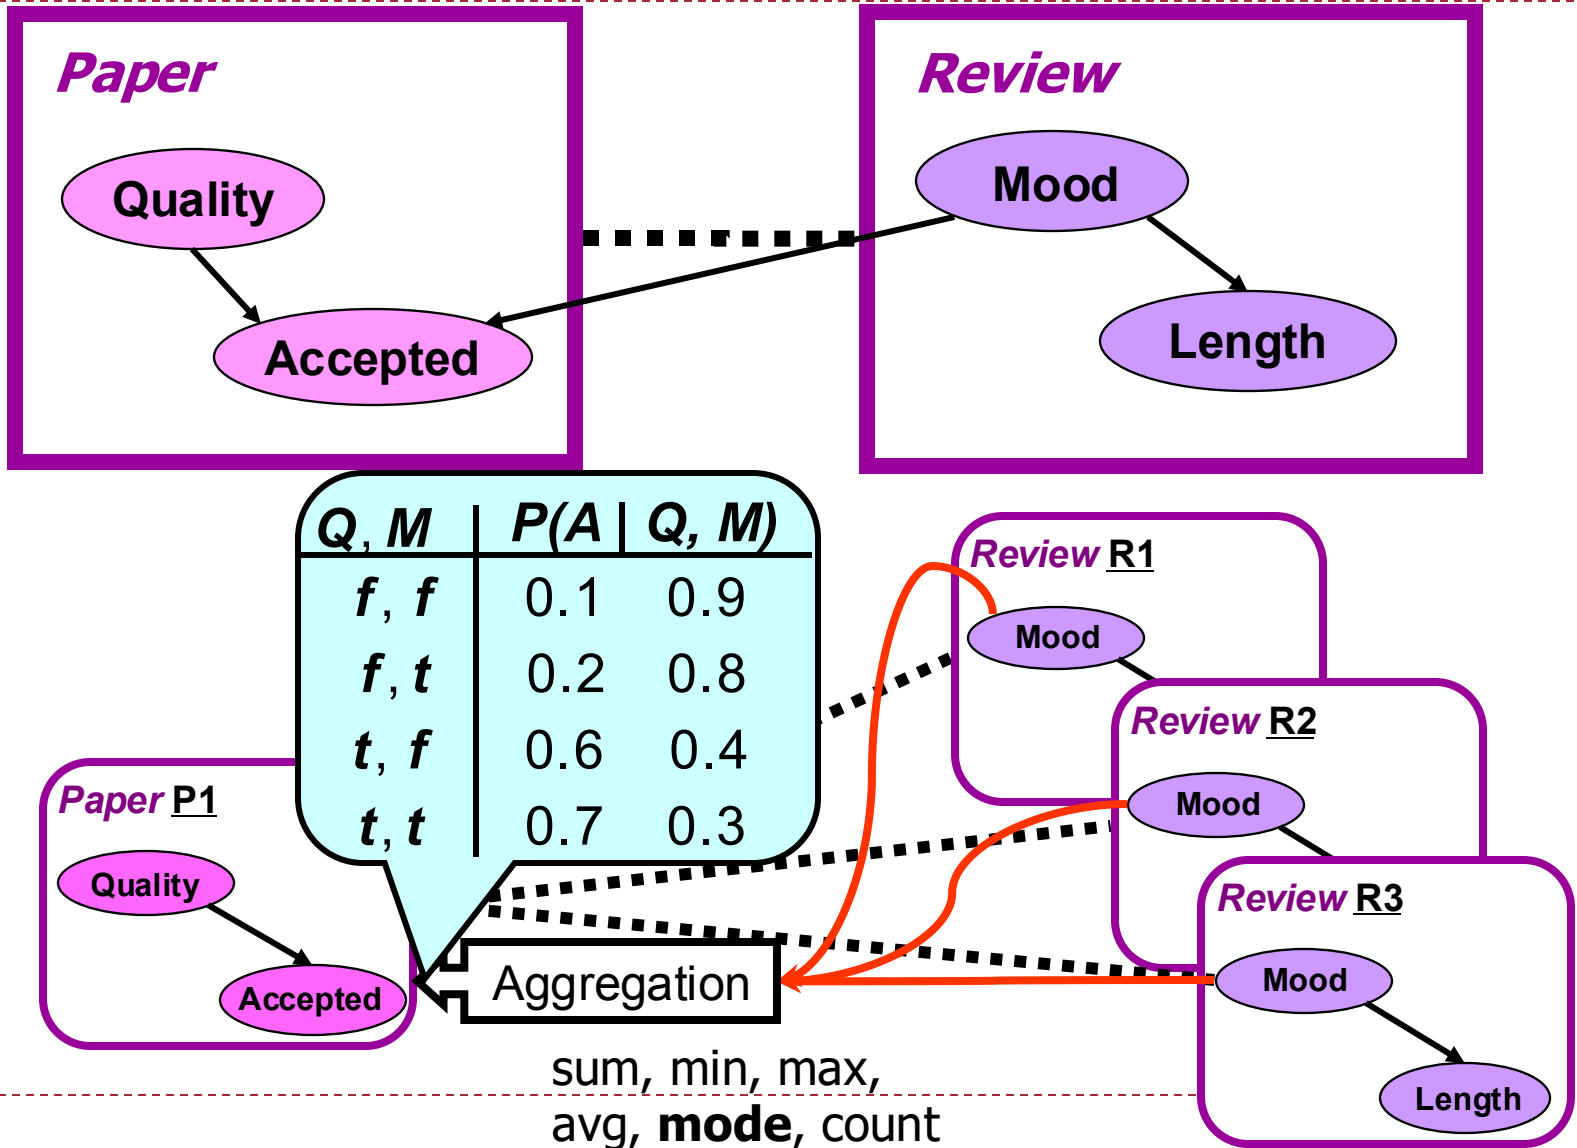 Paper
Quality
Accepted
Review
Mood
Length
Q, M | P(A | Q, M)
f, f 0.1 0.9
f, t 0.2 0.8
t, f 0.6 0.4
t, t 0.7 0.3
Paper P1
Quality
Accepted
Review R1
Mood
Review R2
Mood
Review R3
Mood
Length
Aggregation
sum, min, max,
avg, mode, count